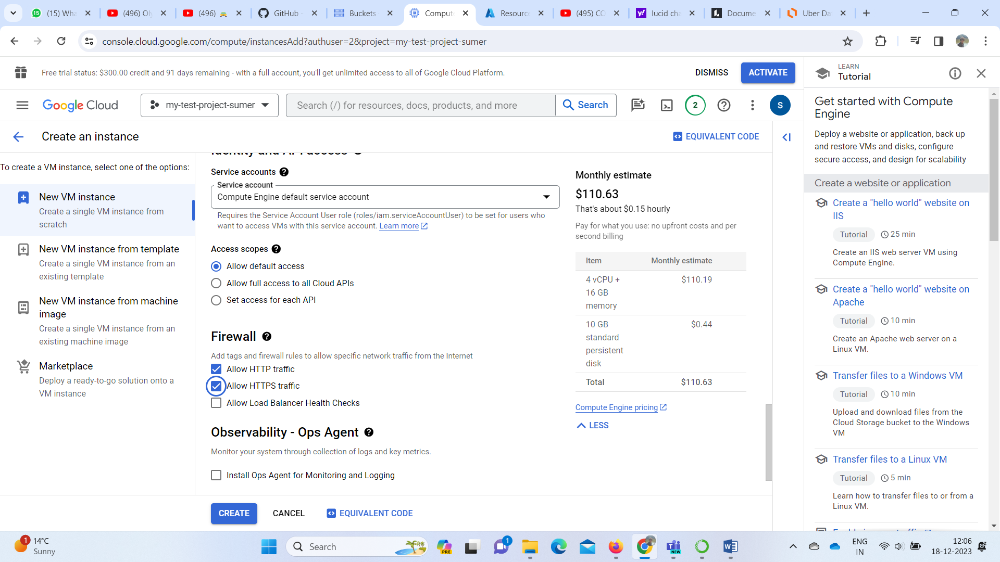 (15) Wha
(496) Oly
(496)
GitHub -
Buckets
Compute
Resource
(495) CO
lucid cha
Docume
Uber Da
console.cloud.google.com/compute/instancesAdd?authuser=2&project=my-test-project-sumer
Free trial status: $300.00 credit and 91 days remaining - with a full account, you'll get unlimited access to all of Google Cloud Platform.
DISMISS
ACTIVATE
Google Cloud
my-test-project-sumer
Search (/) for resources, docs, products, and more
Search
2
S
Create an instance
EQUIVALENT CODE
To create a VM instance, select one of the options:
New VM instance
Create a single VM instance from
scratch
New VM instance from template
Create a single VM instance from an
existing template
New VM instance from machine
image
Create a single VM instance from an
existing machine image
Marketplace
Deploy a ready-to-go solution onto a
VM instance
Identity and API access
Service accounts
Service account
Compute Engine default service account
Requires the Service Account User role (roles/iam.serviceAccountUser) to be set for users who
want to access VMs with this service account. Learn more
Access scopes
Allow default access
Allow full access to all Cloud APIs
Set access for each API
Firewall
Add tags and firewall rules to allow specific network traffic from the Internet
Allow HTTP traffic
Allow HTTPS traffic
Allow Load Balancer Health Checks
Observability - Ops Agent
Monitor your system through collection of logs and key metrics.
Install Ops Agent for Monitoring and Logging
CREATE
CANCEL
EQUIVALENT CODE
Monthly estimate
$110.63
That's about $0.15 hourly
Pay for what you use: no upfront costs and per
second billing
Item Monthly estimate
4 vCPU + $110.19
16 GB
memory
10 GB $0.44
standard
persistent
disk
Total $110.63
Compute Engine pricing
LESS
LEARN
Tutorial
Get started with Compute
Engine
Deploy a website or application, back up
and restore VMs and disks, configure
secure access, and design for scalability
Create a website or application
Create a "hello world" website on
IIS
Tutorial 25 min
Create an IIS web server VM using
Compute Engine.
Create a "hello world" website on
Apache
Tutorial 10 min
Create an Apache web server on a
Linux VM.
Transfer files to a Windows VM
Tutorial 10 min
Upload and download files from the
Cloud Storage bucket to the Windows
VM
Transfer files to a Linux VM
Tutorial 5 min
Learn how to transfer files to or from a
Linux VM.
1
14°C
Sunny
Search
PRE
1
NEW
ENG
IN
12:06
18-12-2023